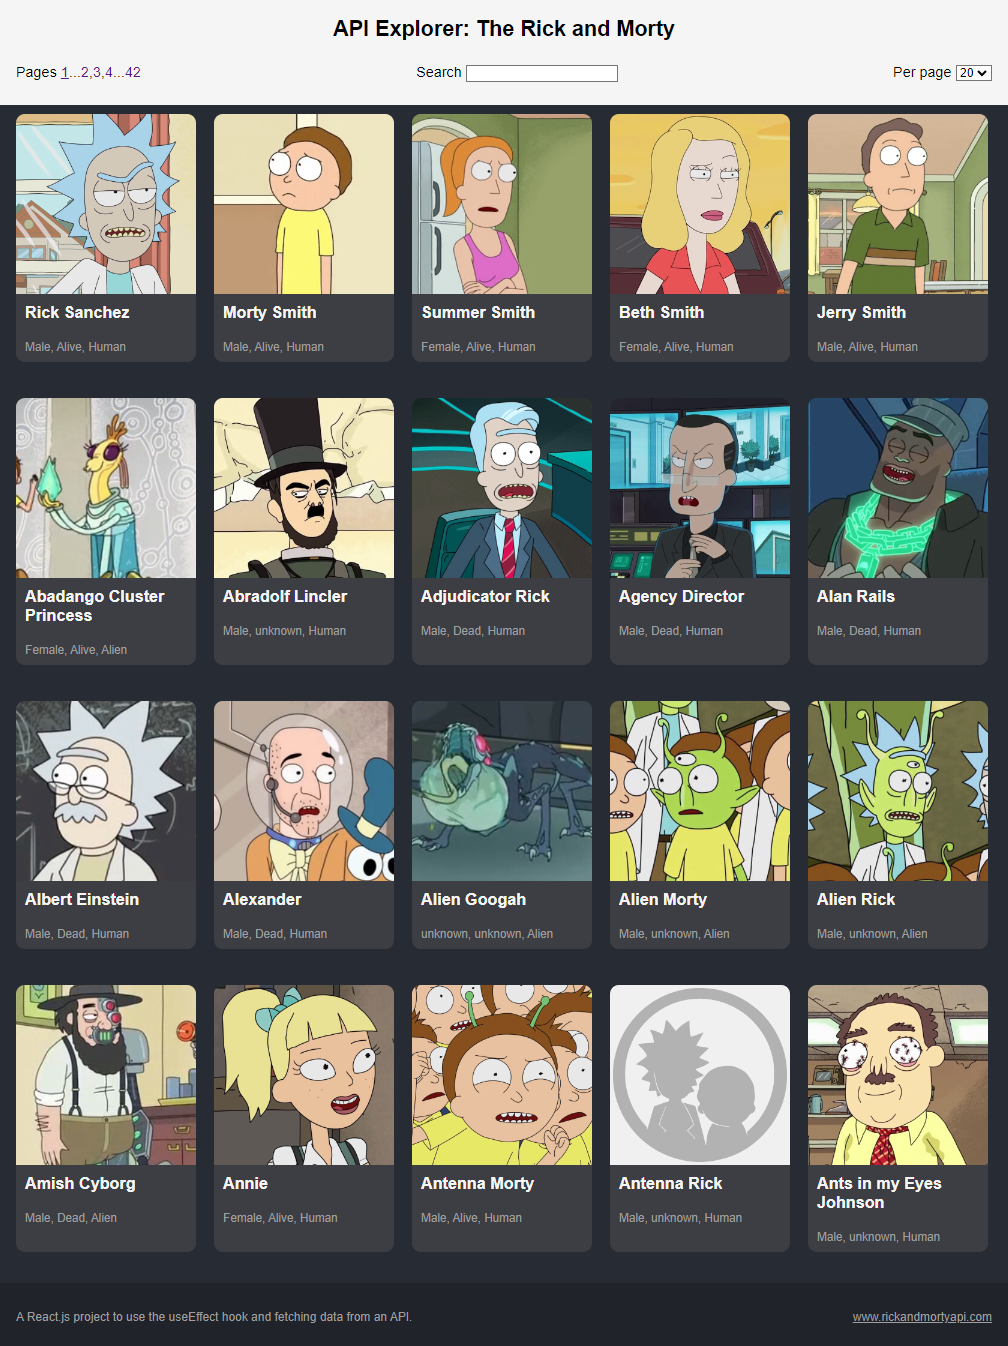 API Explorer: The Rick and Morty
Pages 1...2,3,4...42
Search
Per page 20
Rick Sanchez
Male, Alive, Human
Morty Smith
Male, Alive, Human
Summer Smith
Female, Alive, Human
Beth Smith
Female, Alive, Human
Jerry Smith
Male, Alive, Human
Abadango Cluster
Princess
Female, Alive, Alien
Abradolf Lincler
Male, unknown, Human
Adjudicator Rick
Male, Dead, Human
Agency Director
Male, Dead, Human
Alan Rails
Male, Dead, Human
Albert Einstein
Male, Dead, Human
Alexander
Male, Dead, Human
Alien Googah
unknown, unknown, Alien
Alien Morty
Male, unknown, Alien
Alien Rick
Male, unknown, Alien
Amish Cyborg
Male, Dead, Alien
Annie
Female, Alive, Human
Antenna Morty
Male, Alive, Human
Antenna Rick
Male, unknown, Human
Ants in my Eyes
Johnson
Male, unknown, Human
A React.js project to use the useEffect hook and fetching data from an API.
www.rickandmortyapi.com